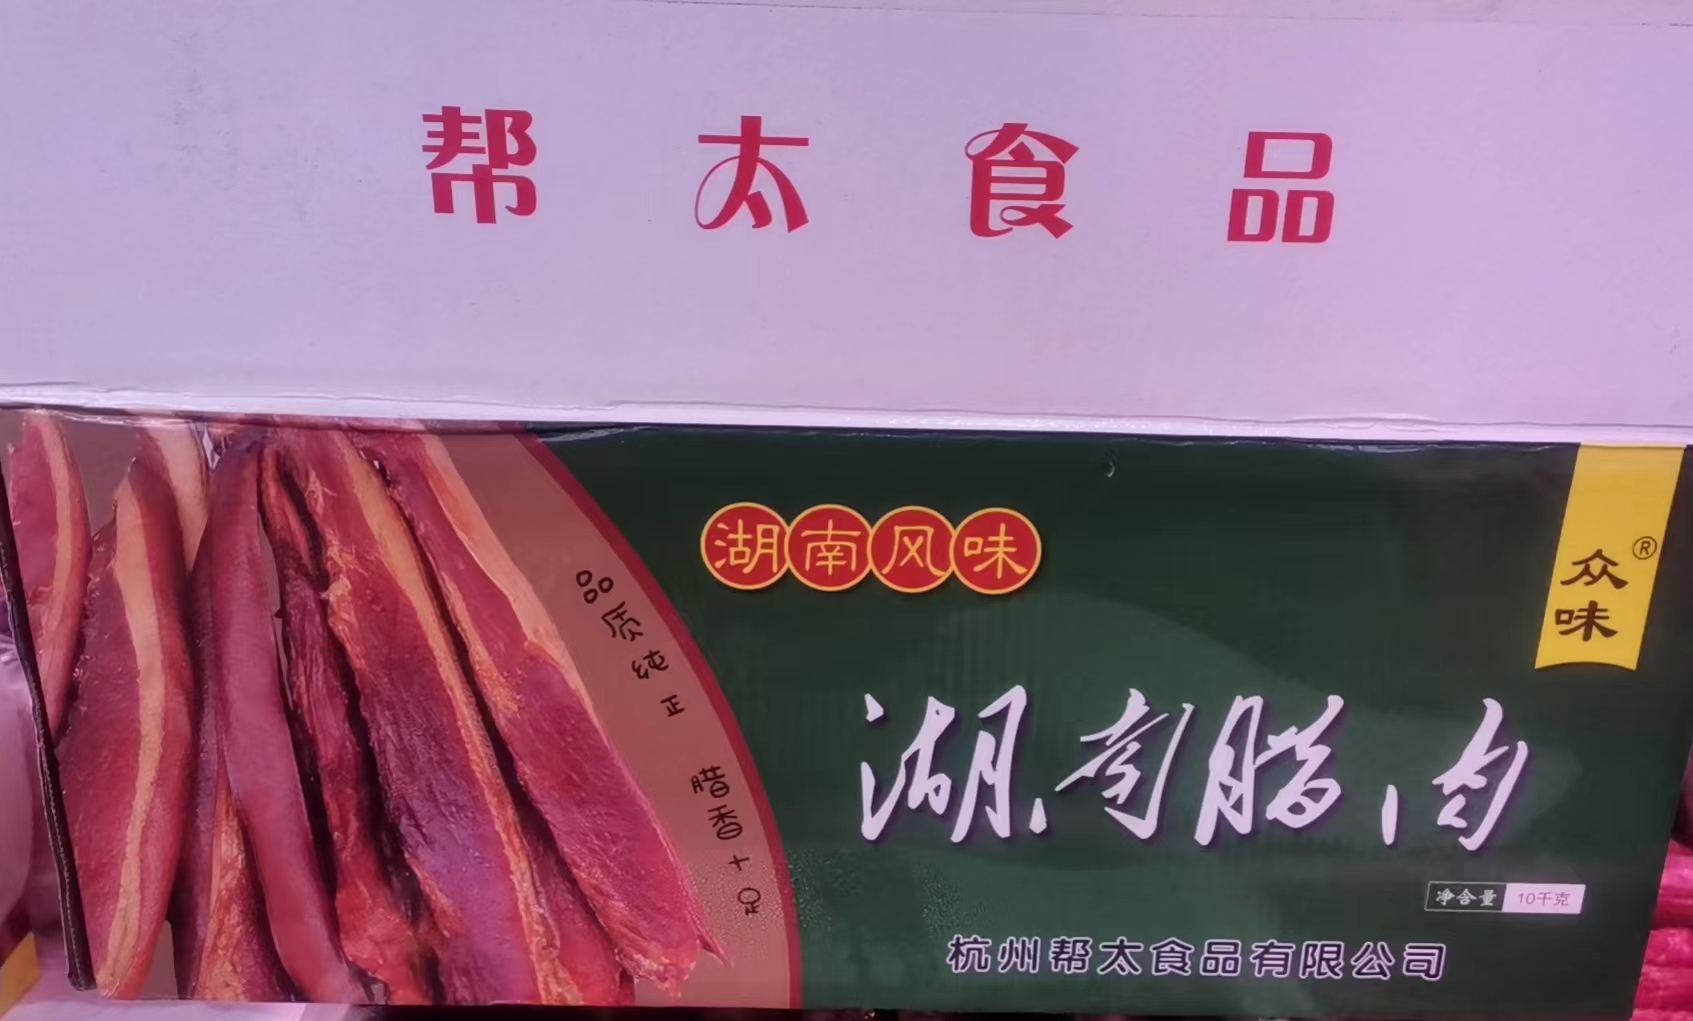 帮太食品
湖南风味
众味®
品质纯正 腊香十足
湖南腊肉
净含量 10千克
杭州帮太食品有限公司